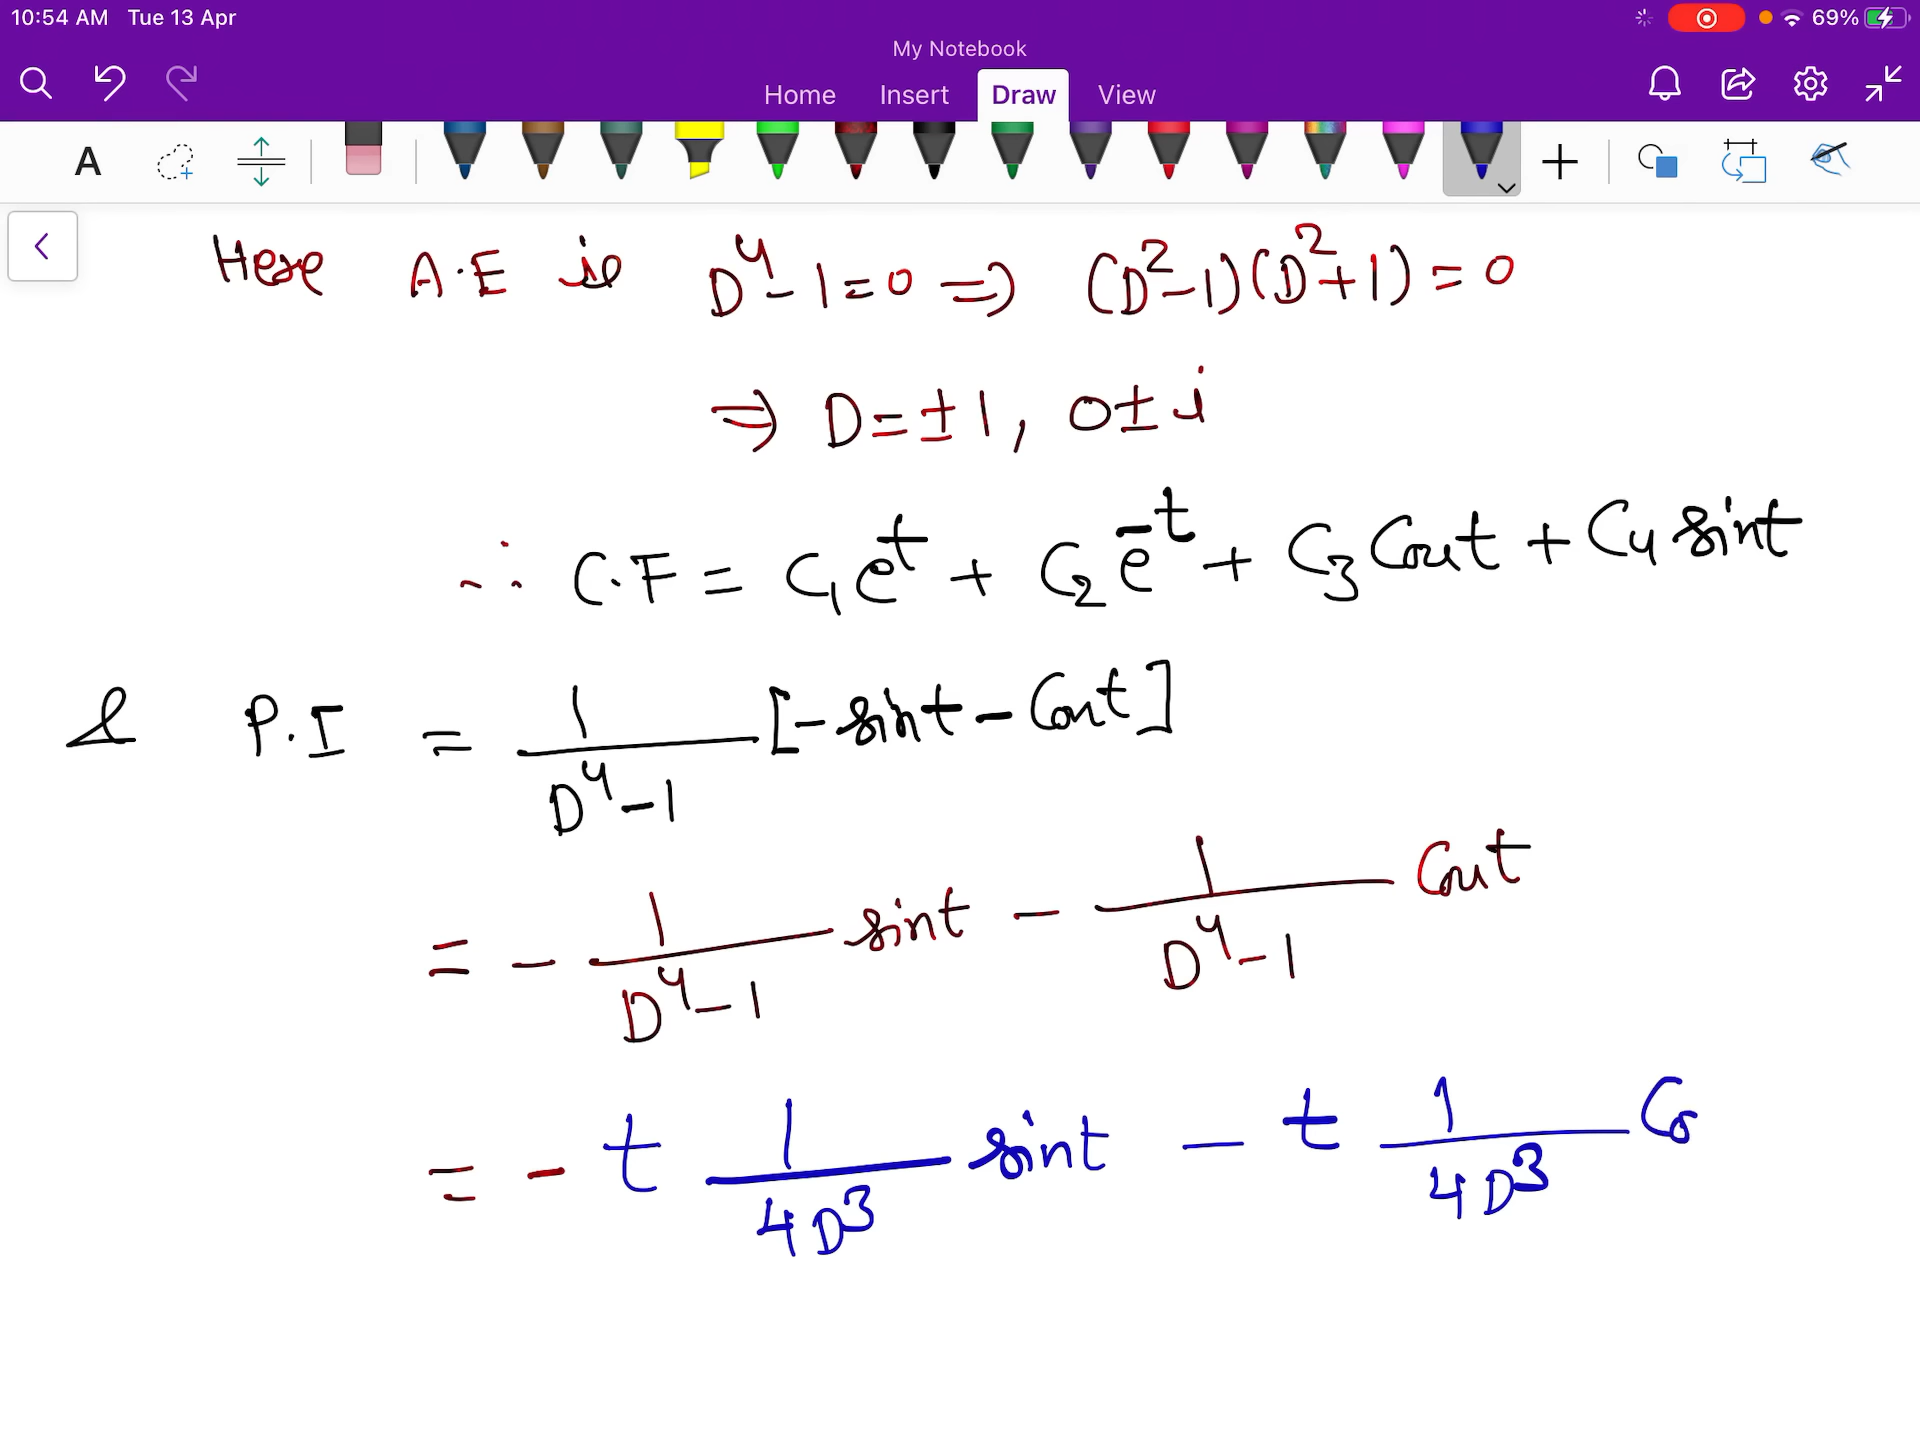 10:54 AM Tue 13 Apr
69%
My Notebook
Home Insert Draw View
A
Here A.E is D⁴-1=0 ⇒ (D²-1)(D²+1)=0
⇒ D=±1, 0±i
∴ C.F = C₁eᵗ + C₂e⁻ᵗ + C₃Cost + C₄sint
& P.I = 1/(D⁴-1) [-sint-Cost]
= - 1/(D⁴-1) sint - 1/(D⁴-1) Cost
= - t 1/(4D³) sint - t 1/(4D³) Cos